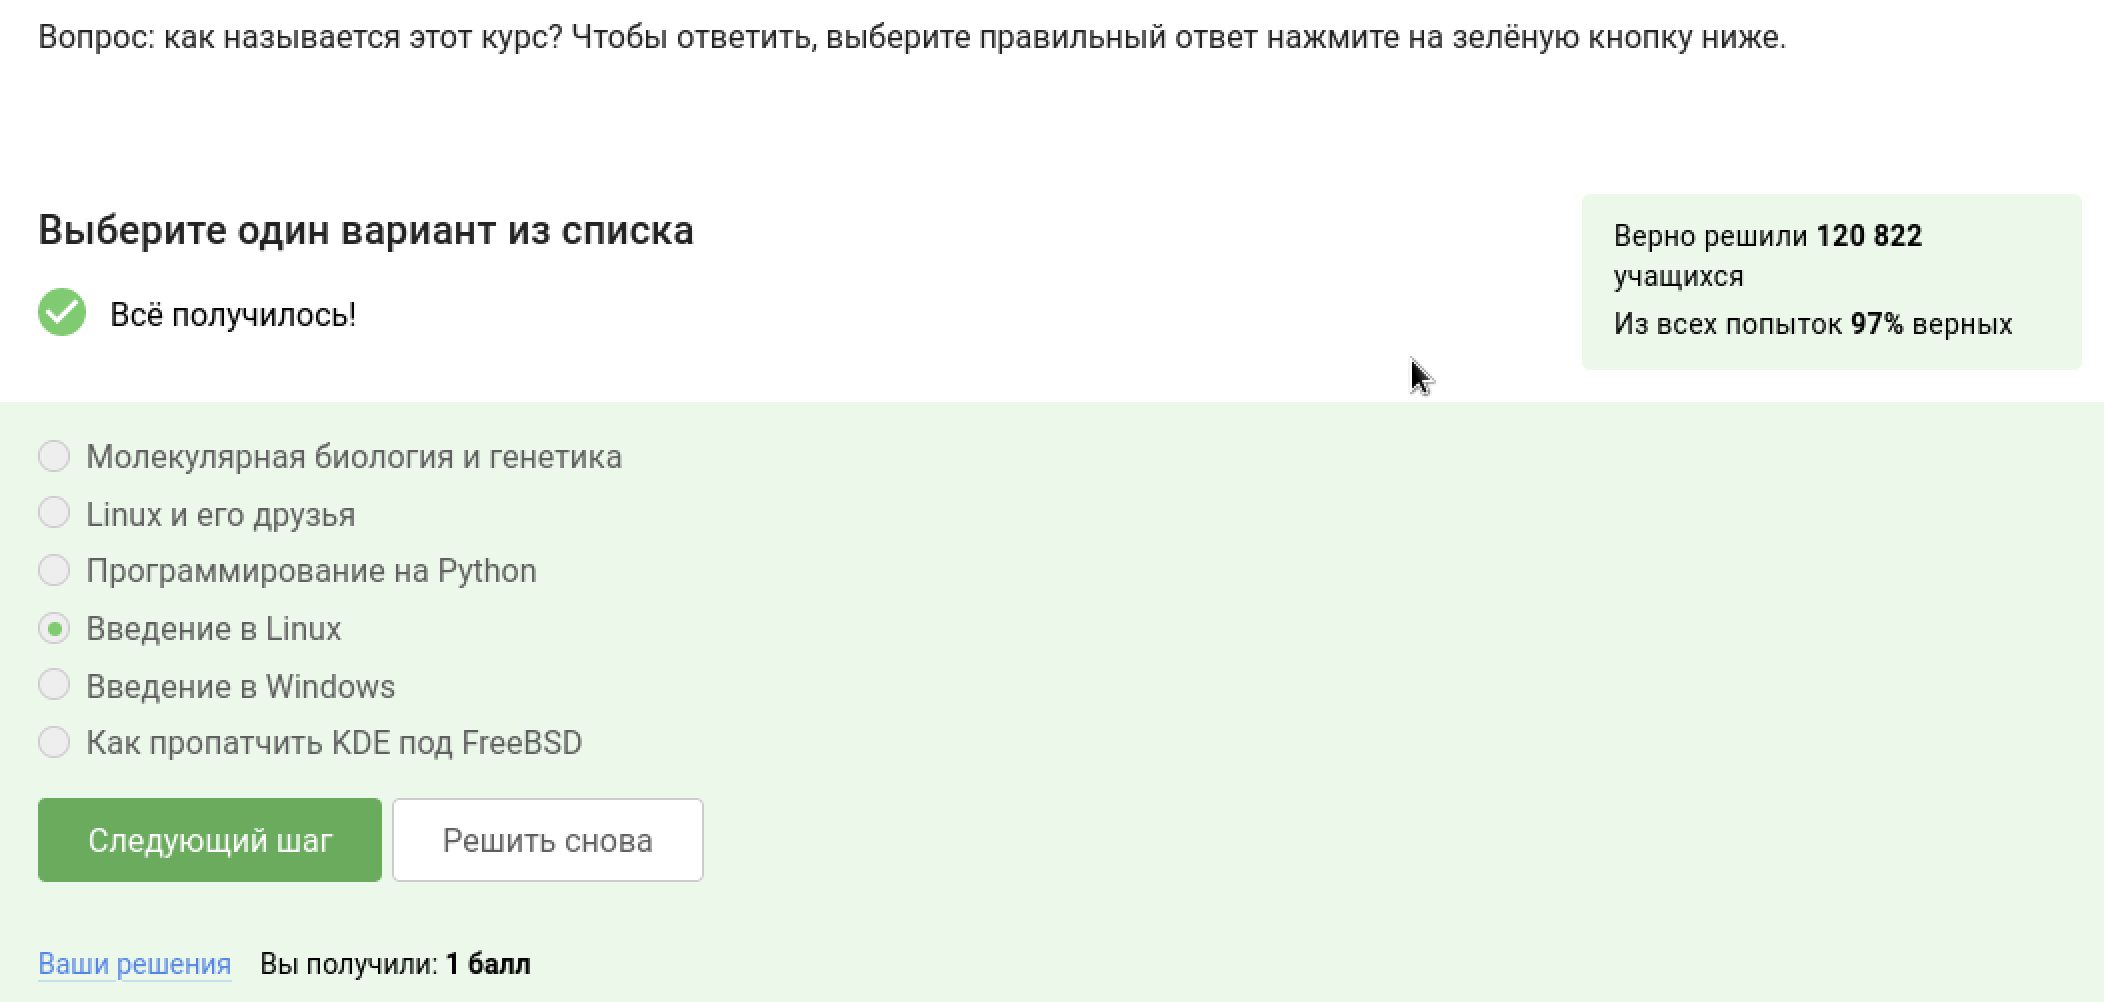 Вопрос: как называется этот курс? Чтобы ответить, выберите правильный ответ нажмите на зелёную кнопку ниже.
Выберите один вариант из списка
Всё получилось!
Верно решили 120 822
учащихся
Из всех попыток 97% верных
Молекулярная биология и генетика
Linux и его друзья
Программирование на Python
Введение в Linux
Введение в Windows
Как пропатчить KDE под FreeBSD
Следующий шаг
Решить снова
Ваши решения
Вы получили: 1 балл